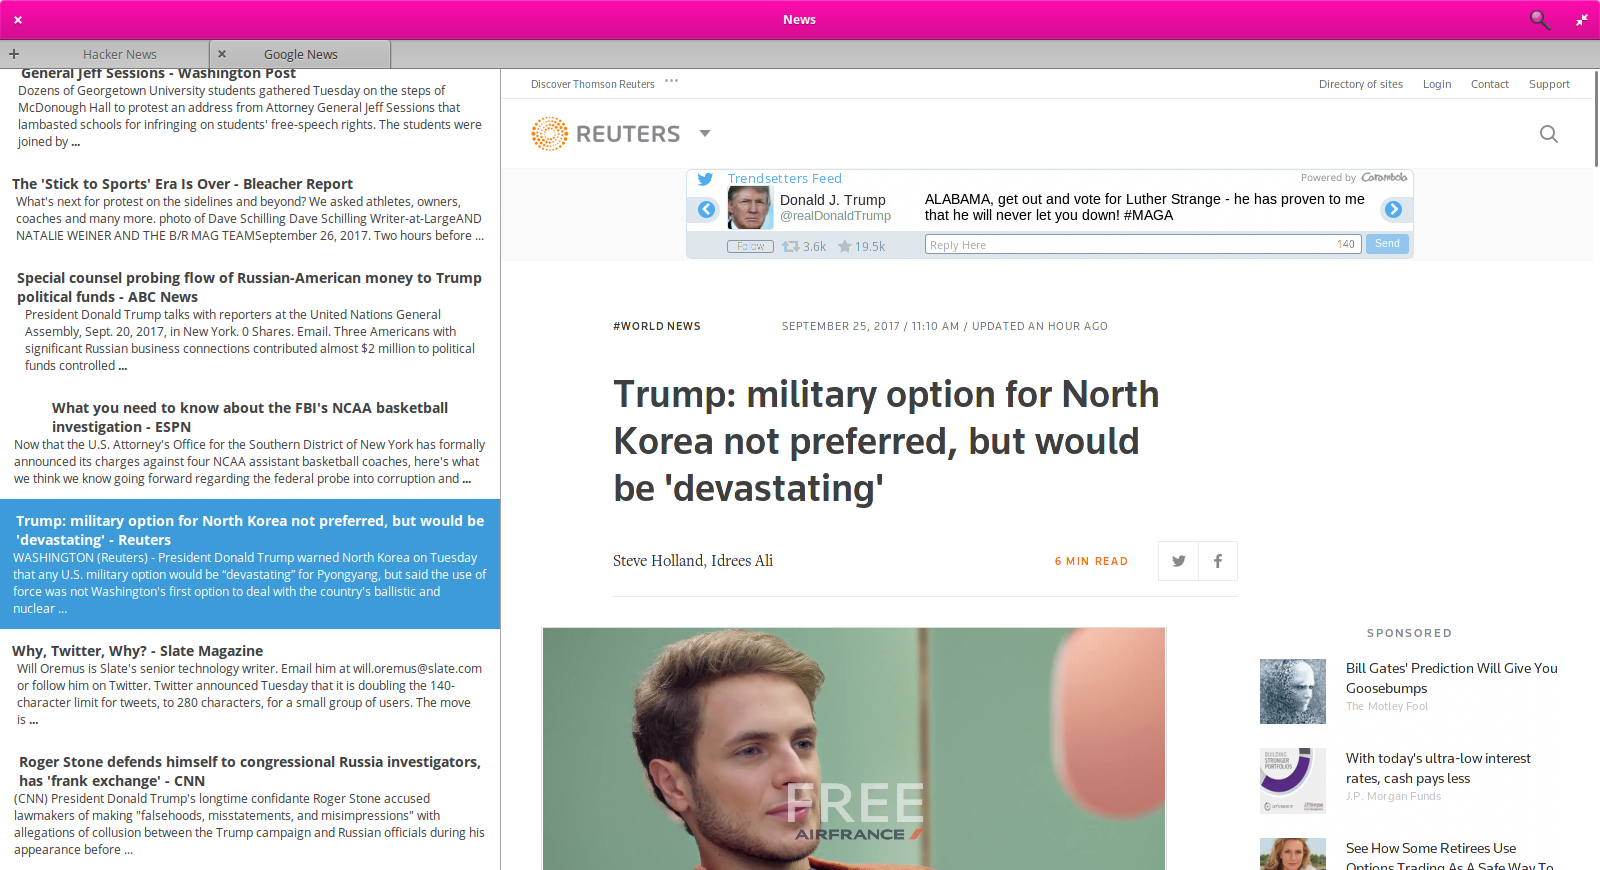 News
Hacker News
Google News
General Jeff Sessions - Washington Post
Dozens of Georgetown University students gathered Tuesday on the steps of
McDonough Hall to protest an address from Attorney General Jeff Sessions that
lambasted schools for infringing on students' free-speech rights. The students were
joined by ...
The 'Stick to Sports' Era Is Over - Bleacher Report
What's next for protest on the sidelines and beyond? We asked athletes, owners,
coaches and many more. photo of Dave Schilling Dave Schilling Writer-at-LargeAND
NATALIE WEINER AND THE B/R MAG TEAMSeptember 26, 2017. Two hours before ...
Special counsel probing flow of Russian-American money to Trump
political funds - ABC News
President Donald Trump talks with reporters at the United Nations General
Assembly, Sept. 20, 2017, in New York. 0 Shares. Email. Three Americans with
significant Russian business connections contributed almost $2 million to political
funds controlled ...
What you need to know about the FBI's NCAA basketball
investigation - ESPN
Now that the U.S. Attorney's Office for the Southern District of New York has formally
announced its charges against four NCAA assistant basketball coaches, here's what
we think we know going forward regarding the federal probe into corruption and ...
Trump: military option for North Korea not preferred, but would be
'devastating' - Reuters
WASHINGTON (Reuters) - President Donald Trump warned North Korea on Tuesday
that any U.S. military option would be “devastating” for Pyongyang, but said the use of
force was not Washington's first option to deal with the country's ballistic and
nuclear ...
Why, Twitter, Why? - Slate Magazine
Will Oremus is Slate's senior technology writer. Email him at will.oremus@slate.com
or follow him on Twitter. Twitter announced Tuesday that it is doubling the 140-
character limit for tweets, to 280 characters, for a small group of users. The move
is ...
Roger Stone defends himself to congressional Russia investigators,
has 'frank exchange' - CNN
(CNN) President Donald Trump's longtime confidante Roger Stone accused
lawmakers of making "falsehoods, misstatements, and misimpressions" with
allegations of collusion between the Trump campaign and Russian officials during his
appearance before ...
Discover Thomson Reuters
Directory of sites Login Contact Support
REUTERS
Trendsetters Feed
Powered by Carambola
Donald J. Trump
@realDonaldTrump
ALABAMA, get out and vote for Luther Strange - he has proven to me
that he will never let you down! #MAGA
Follow 3.6k 19.5k
Reply Here 140 Send
#WORLD NEWS
SEPTEMBER 25, 2017 / 11:10 AM / UPDATED AN HOUR AGO
Trump: military option for North
Korea not preferred, but would
be 'devastating'
Steve Holland, Idrees Ali
6 MIN READ
FREE
AIRFRANCE
SPONSORED
Bill Gates' Prediction Will Give You
Goosebumps
The Motley Fool
BUILDING
STRONGER
PORTFOLIOS
J.P.Morgan
With today's ultra-low interest
rates, cash pays less
J.P. Morgan Funds
See How Some Retirees Use
Options Trading As A Safe Way To